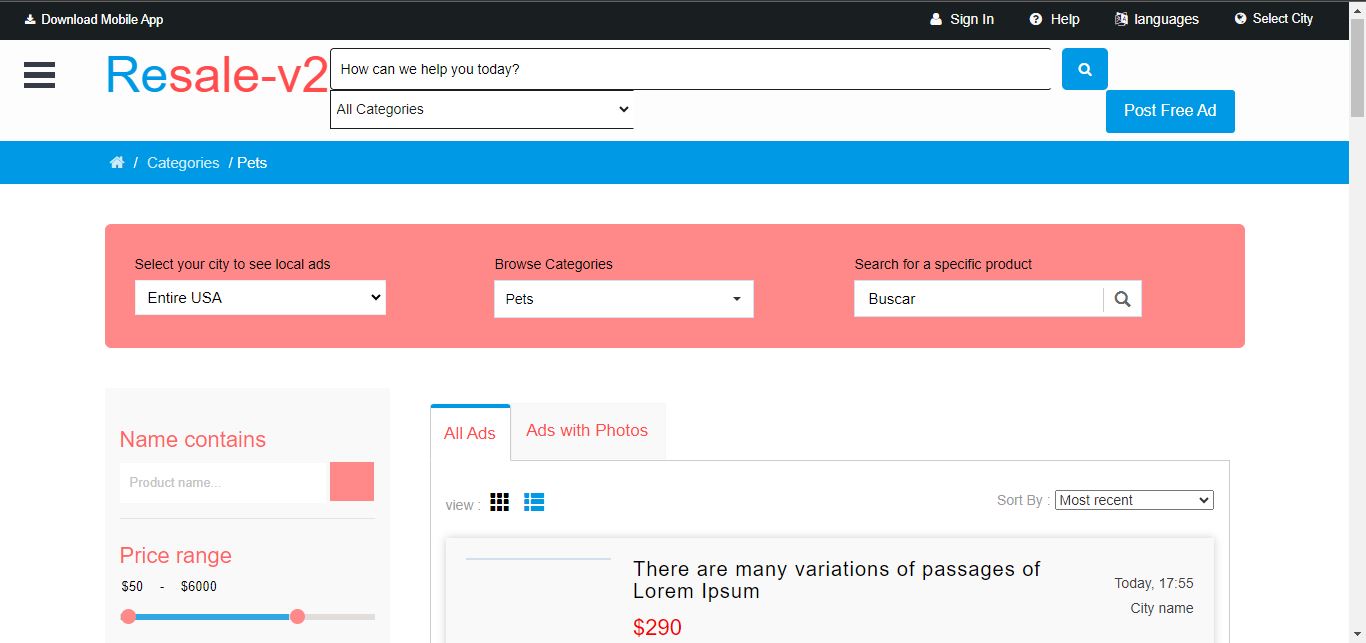 Download Mobile App
Sign In
Help
languages
Select City
Resale-v2
How can we help you today?
All Categories
Post Free Ad
/ Categories / Pets
Select your city to see local ads
Browse Categories
Search for a specific product
Entire USA
Pets
Buscar
Name contains
Product name...
Price range
$50 - $6000
All Ads
Ads with Photos
view :
Sort By :
Most recent
There are many variations of passages of
Lorem Ipsum
$290
Today, 17:55
City name